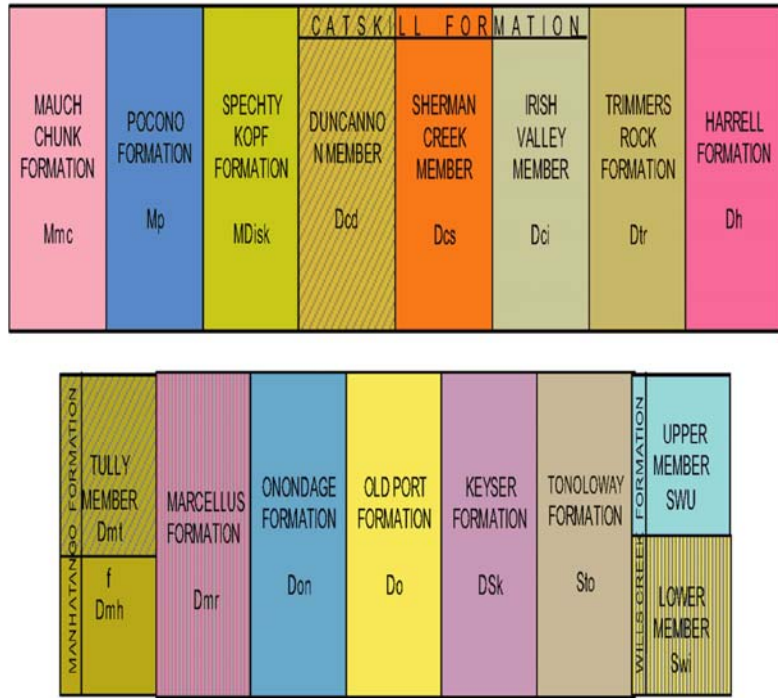 CATSKILL FORMATION
MAUCH
CHUNK
FORMATION
Mmc
POCONO
FORMATION
Mp
SPECHTY
KOPF
FORMATION
MDisk
DUNCANNO
N MEMBER
Dcd
SHERMAN
CREEK
MEMBER
Dcs
IRISH
VALLEY
MEMBER
Dci
TRIMMERS
ROCK
FORMATION
Dtr
HARRELL
FORMATION
Dh
MANHATANGO FORMATION
TULLY
MEMBER
Dmt
f
Dmh
MARCELLUS
FORMATION
Dmr
ONONDAGE
FORMATION
Don
OLD PORT
FORMATION
Do
KEYSER
FORMATION
DSk
TONOLOWAY
FORMATION
Sto
WILLS CREEK FORMATION
UPPER
MEMBER
SWU
LOWER
MEMBER
Swi